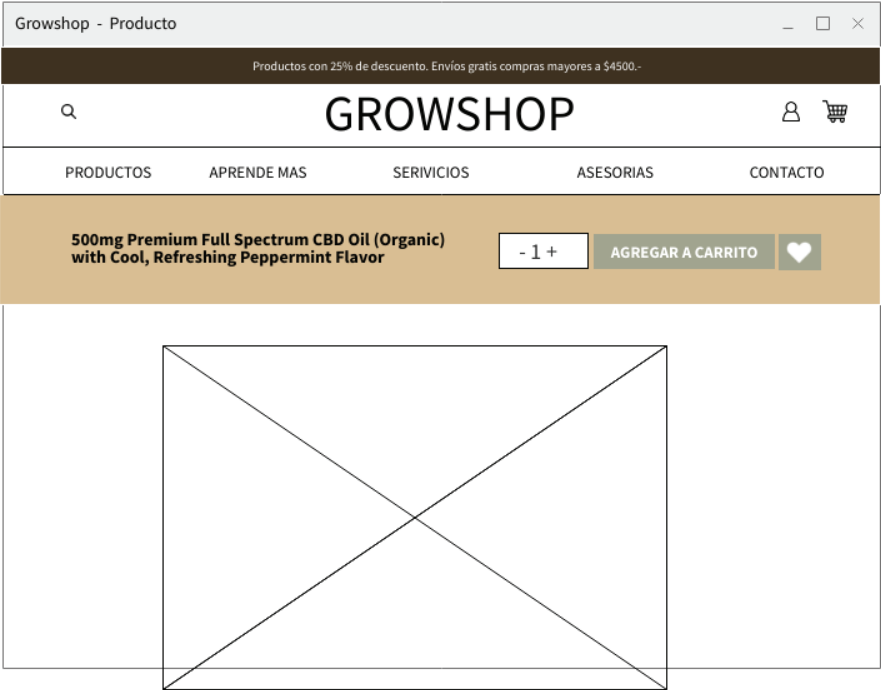 Growshop - Producto
Productos con 25% de descuento. Envíos gratis compras mayores a $4500.-
GROWSHOP
PRODUCTOS APRENDE MAS SERIVICIOS ASESORIAS CONTACTO
500mg Premium Full Spectrum CBD Oil (Organic)
with Cool, Refreshing Peppermint Flavor
- 1 + AGREGAR A CARRITO